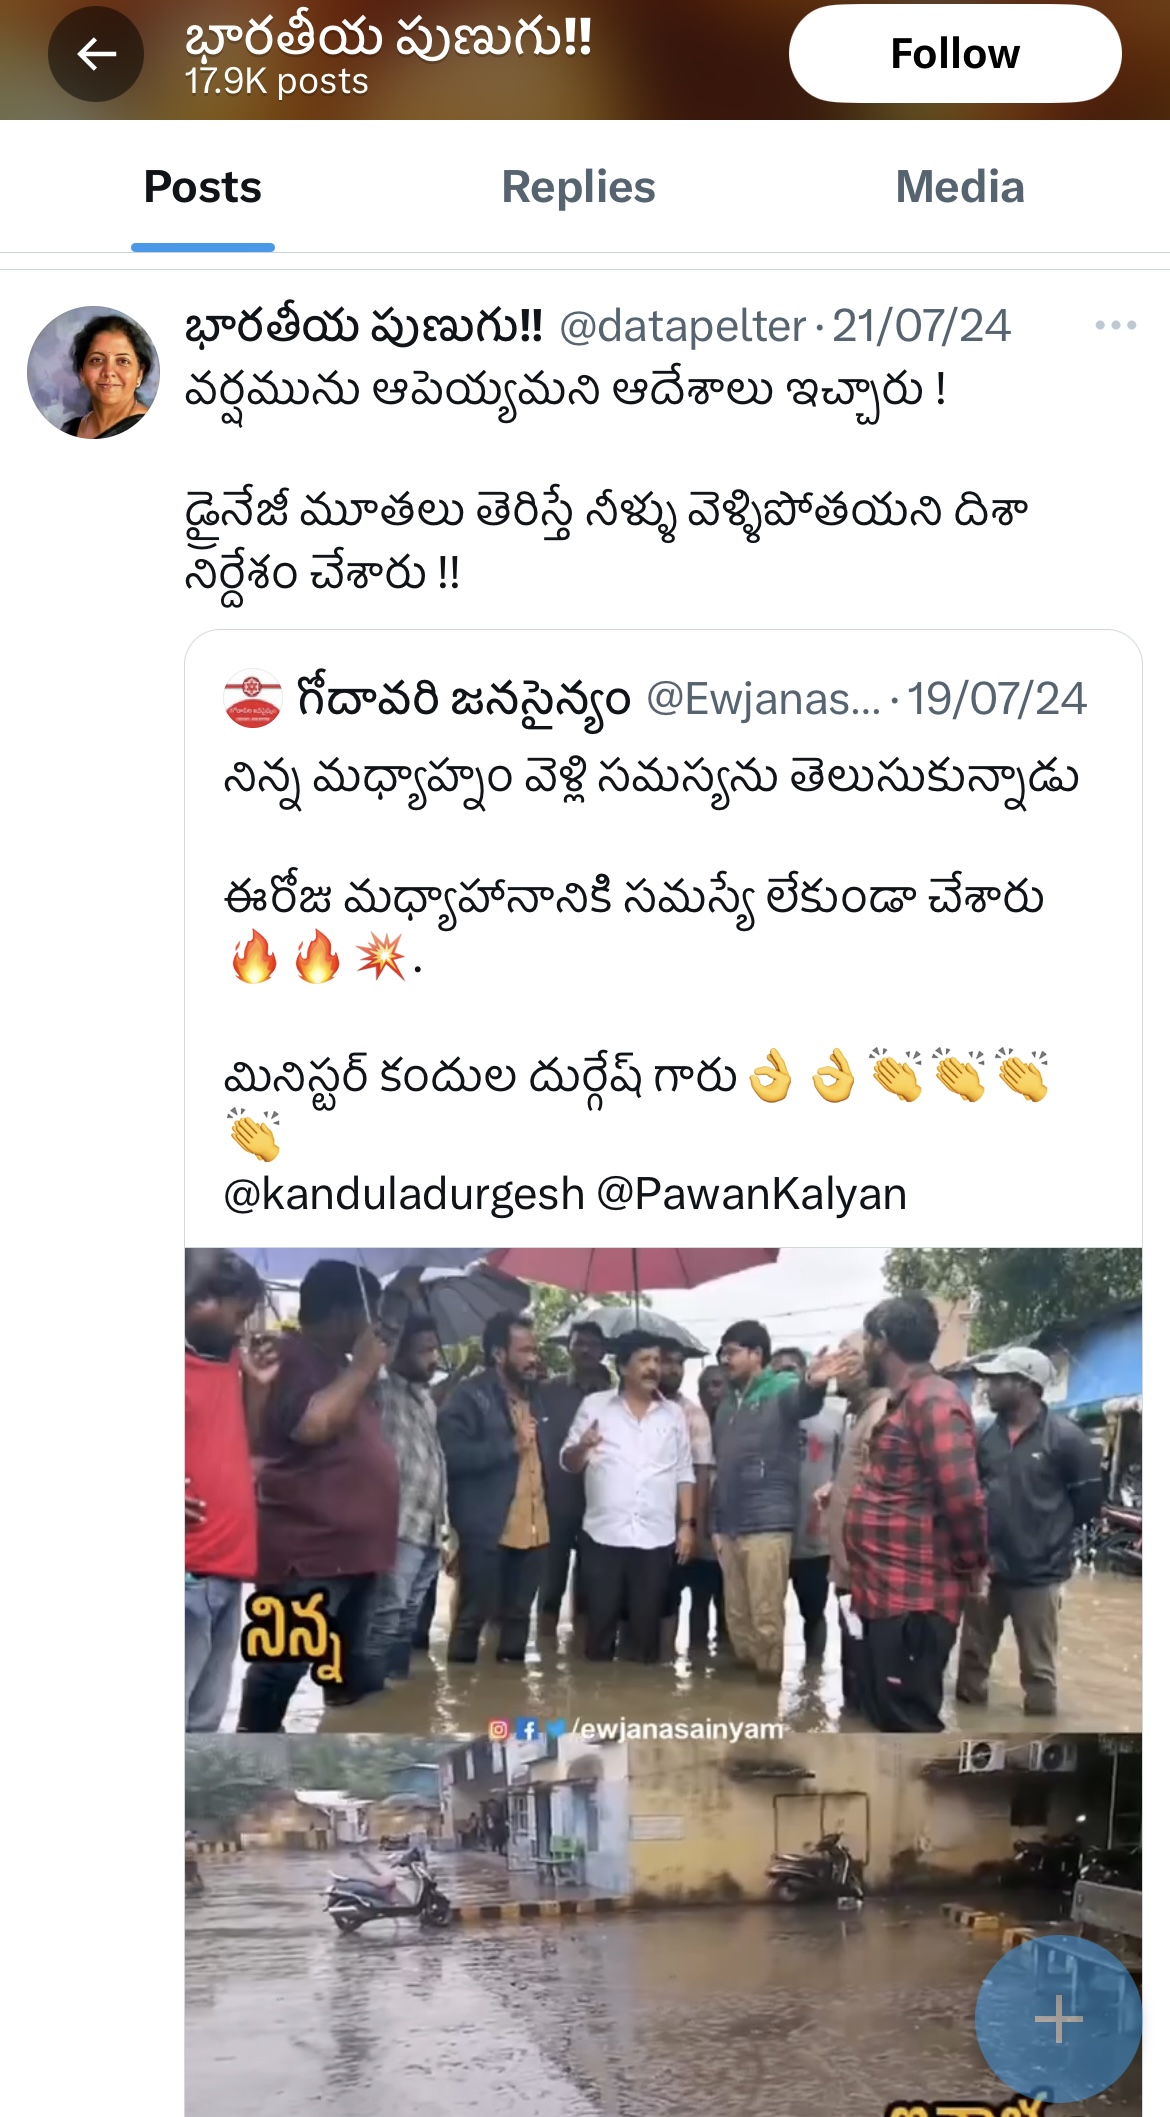 భారతీయ పుణుగు!!
17.9K posts
Follow
Posts
Replies
Media
భారతీయ పుణుగు!! @datapelter · 21/07/24
వర్షమును ఆపెయ్యమని ఆదేశాలు ఇచ్చారు !
డ్రైనేజీ మూతలు తెరిస్తే నీళ్ళు వెళ్ళిపోతయని దిశా
నిర్దేశం చేశారు !!
గోదావరి జనసైన్యం @Ewjanas... · 19/07/24
నిన్న మధ్యాహ్నం వెళ్లి సమస్యను తెలుసుకున్నాడు
ఈరోజు మధ్యాహానానికి సమస్యే లేకుండా చేశారు
🔥🔥💥.
మినిస్టర్ కందుల దుర్గేష్ గారు👌👌👏👏👏
👏
@kanduladurgesh @PawanKalyan
నిన్న
/ewjanasainyam